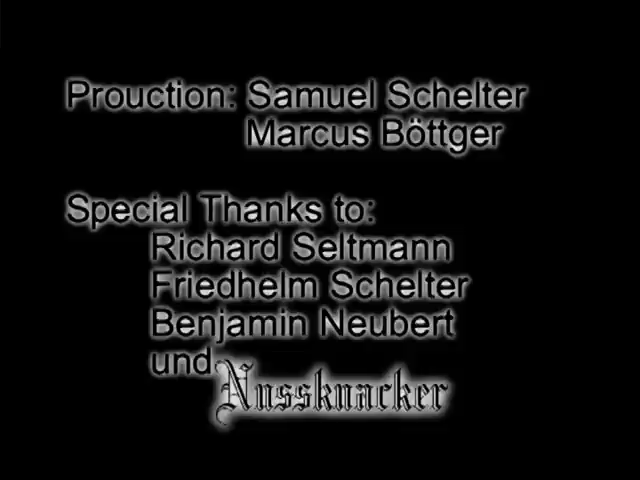 Prouction: Samuel Schelter
Marcus Böttger
Special Thanks to:
Richard Seltmann
Friedhelm Schelter
Benjamin Neubert
und Nussknacker